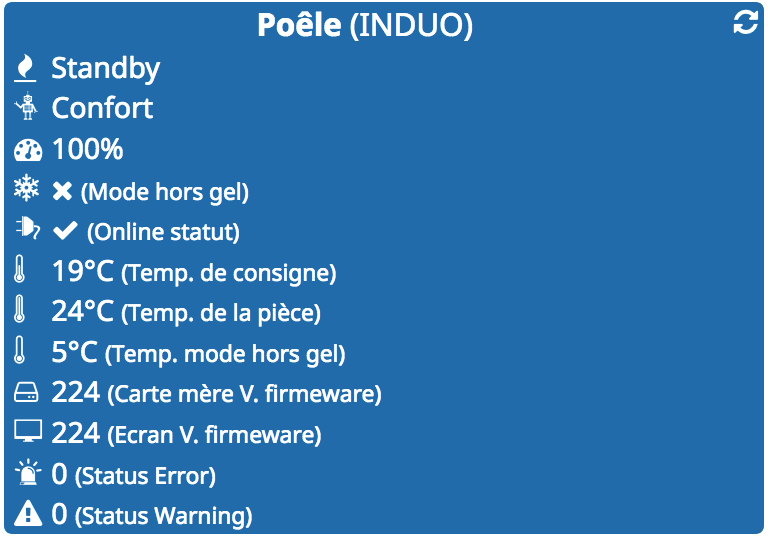 Poêle (INDUO)
Standby
Confort
100%
(Mode hors gel)
(Online statut)
19°C (Temp. de consigne)
24°C (Temp. de la pièce)
5°C (Temp. mode hors gel)
224 (Carte mère V. firmeware)
224 (Ecran V. firmeware)
0 (Status Error)
0 (Status Warning)